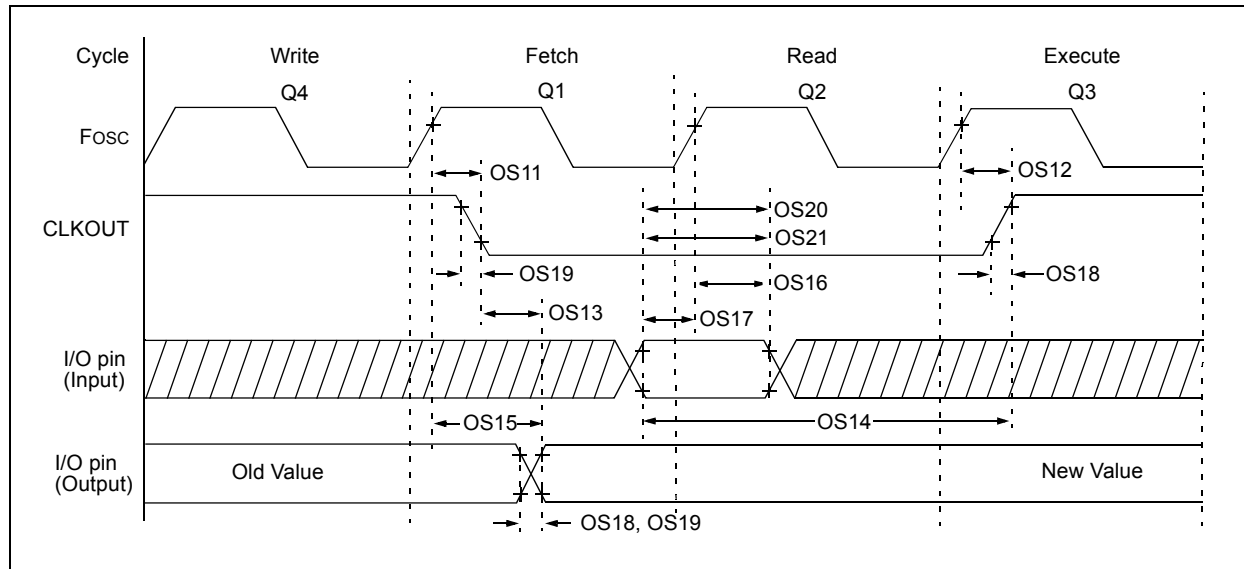 Cycle Write Fetch Read Execute
Q4 Q1 Q2 Q3
Fosc
OS11 OS12
OS20
CLKOUT
OS21
OS19 OS18
OS16
OS13 OS17
I/O pin
(Input)
OS15 OS14
I/O pin
(Output)
Old Value New Value
OS18, OS19